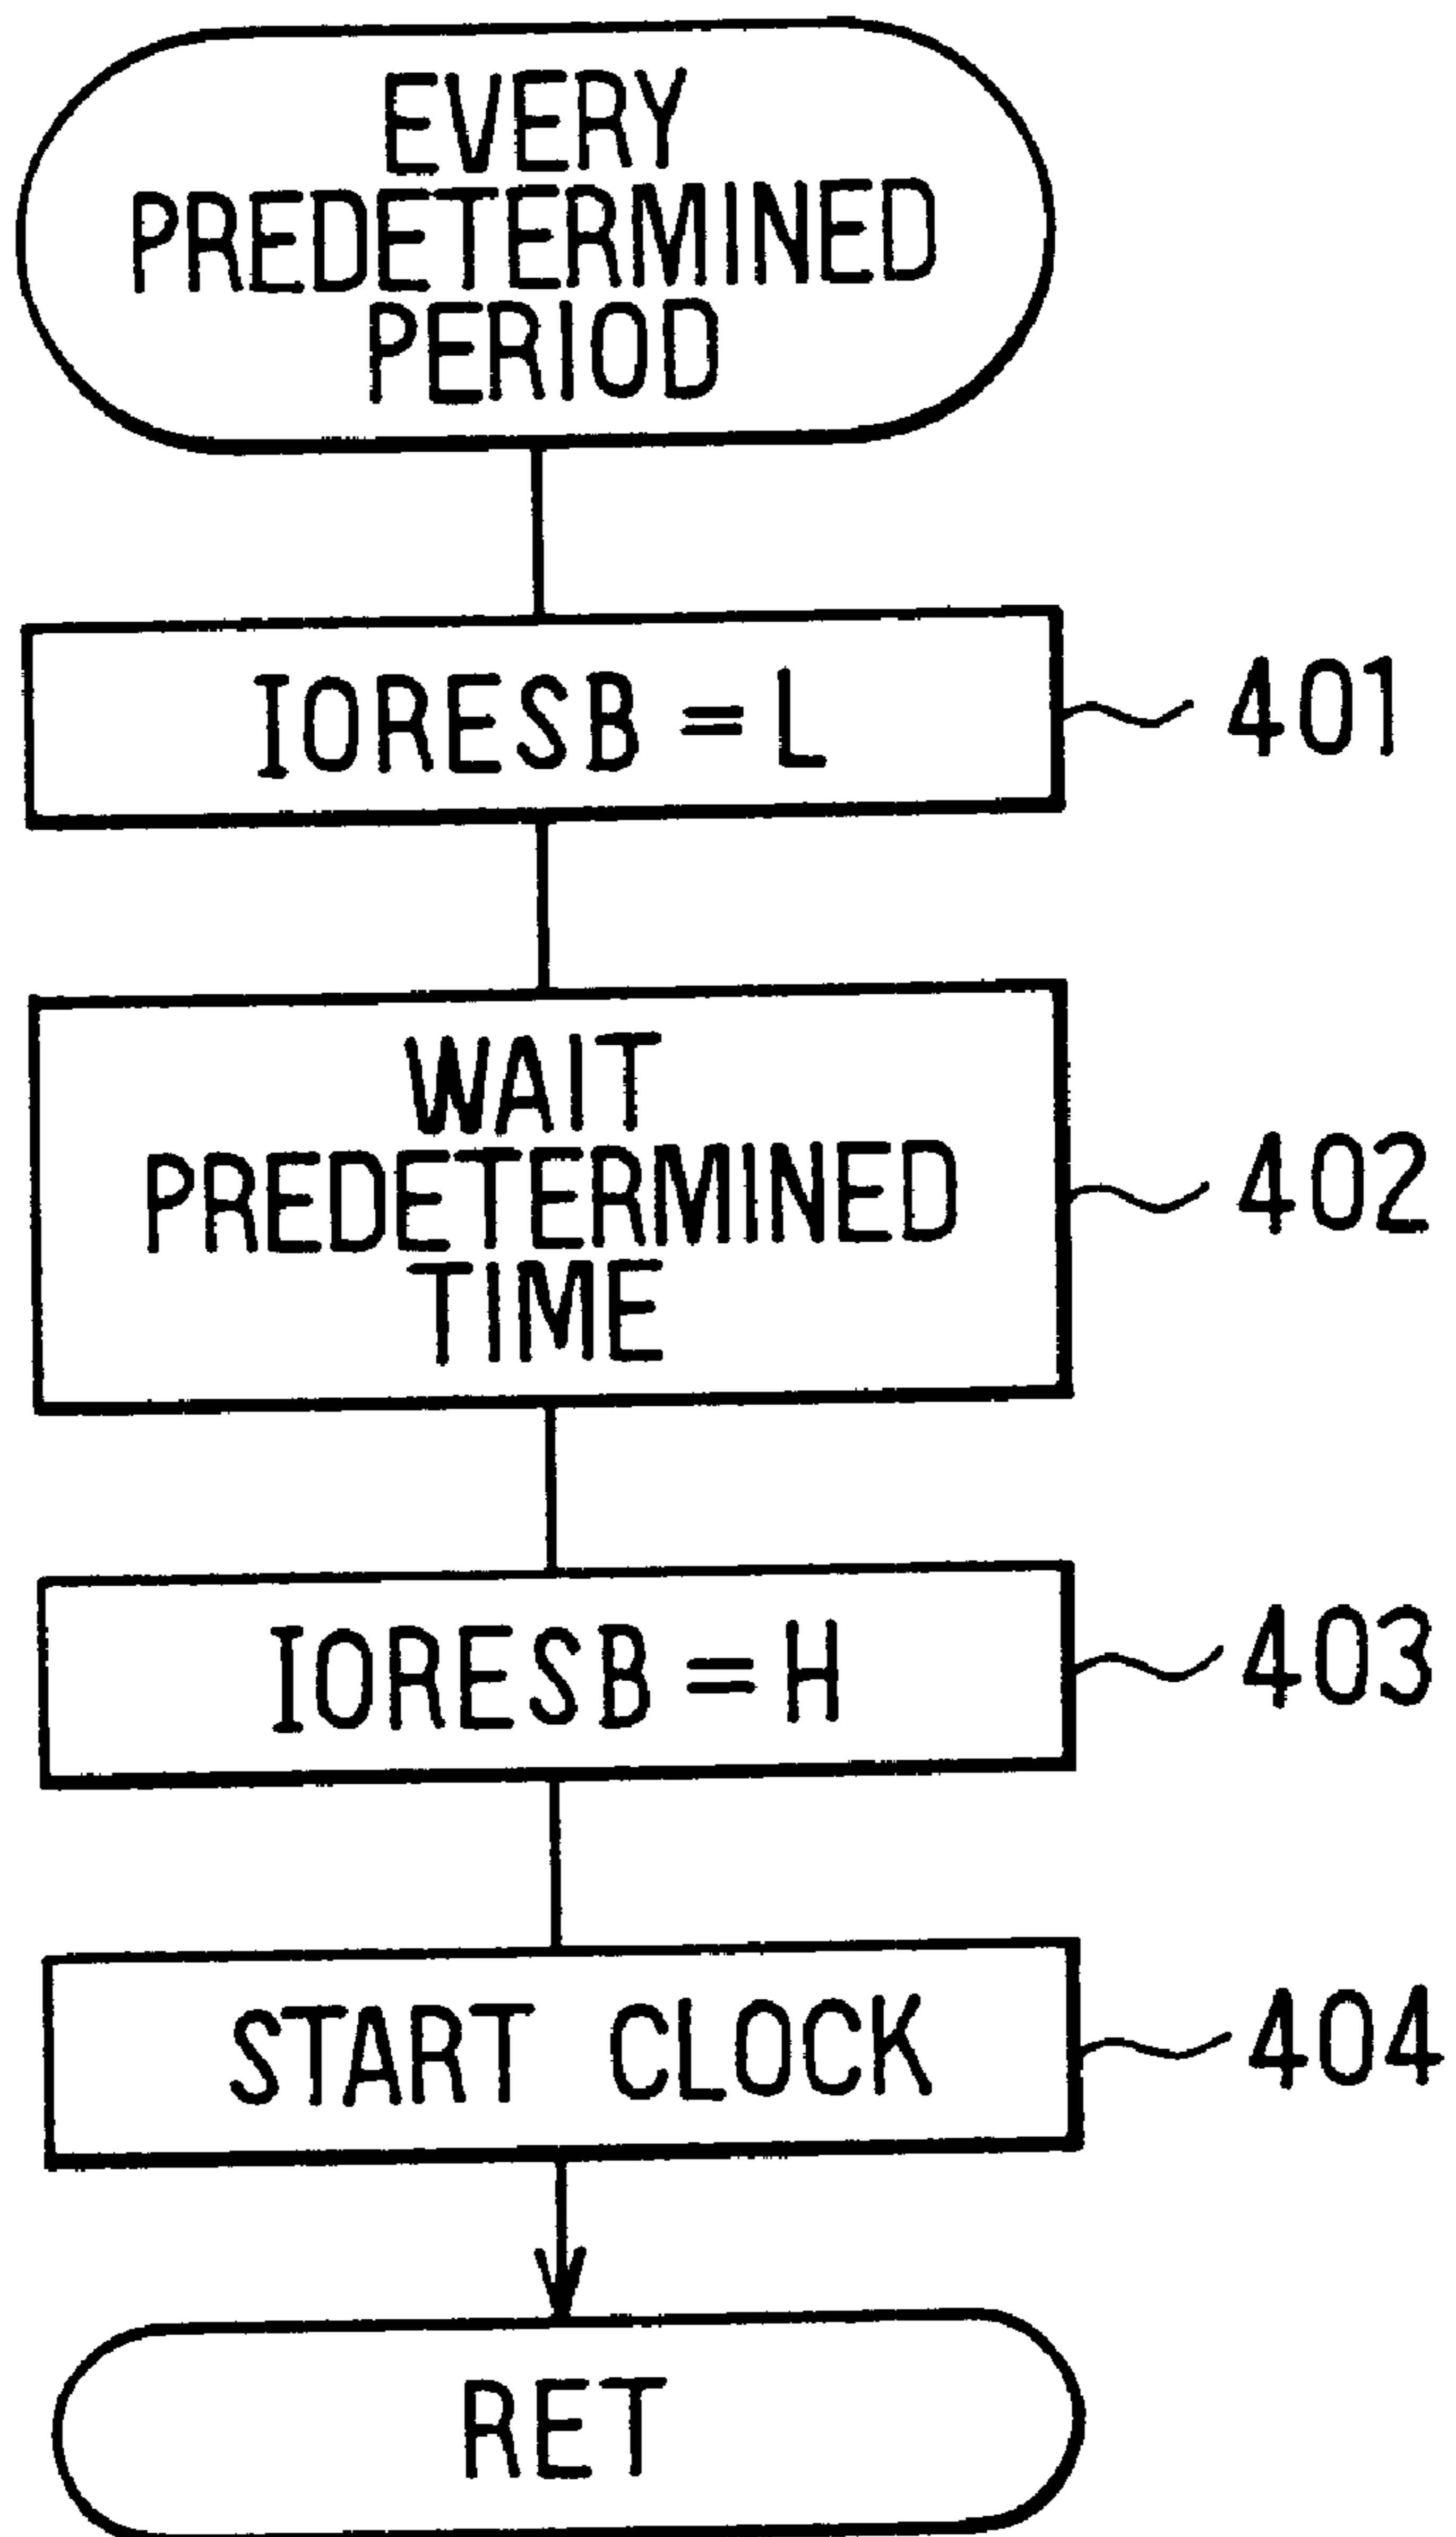 EVERY
PREDETERMINED
PERIOD
IORESB = L
401
WAIT
PREDETERMINED
TIME
402
IORESB = H
403
START CLOCK
404
RET